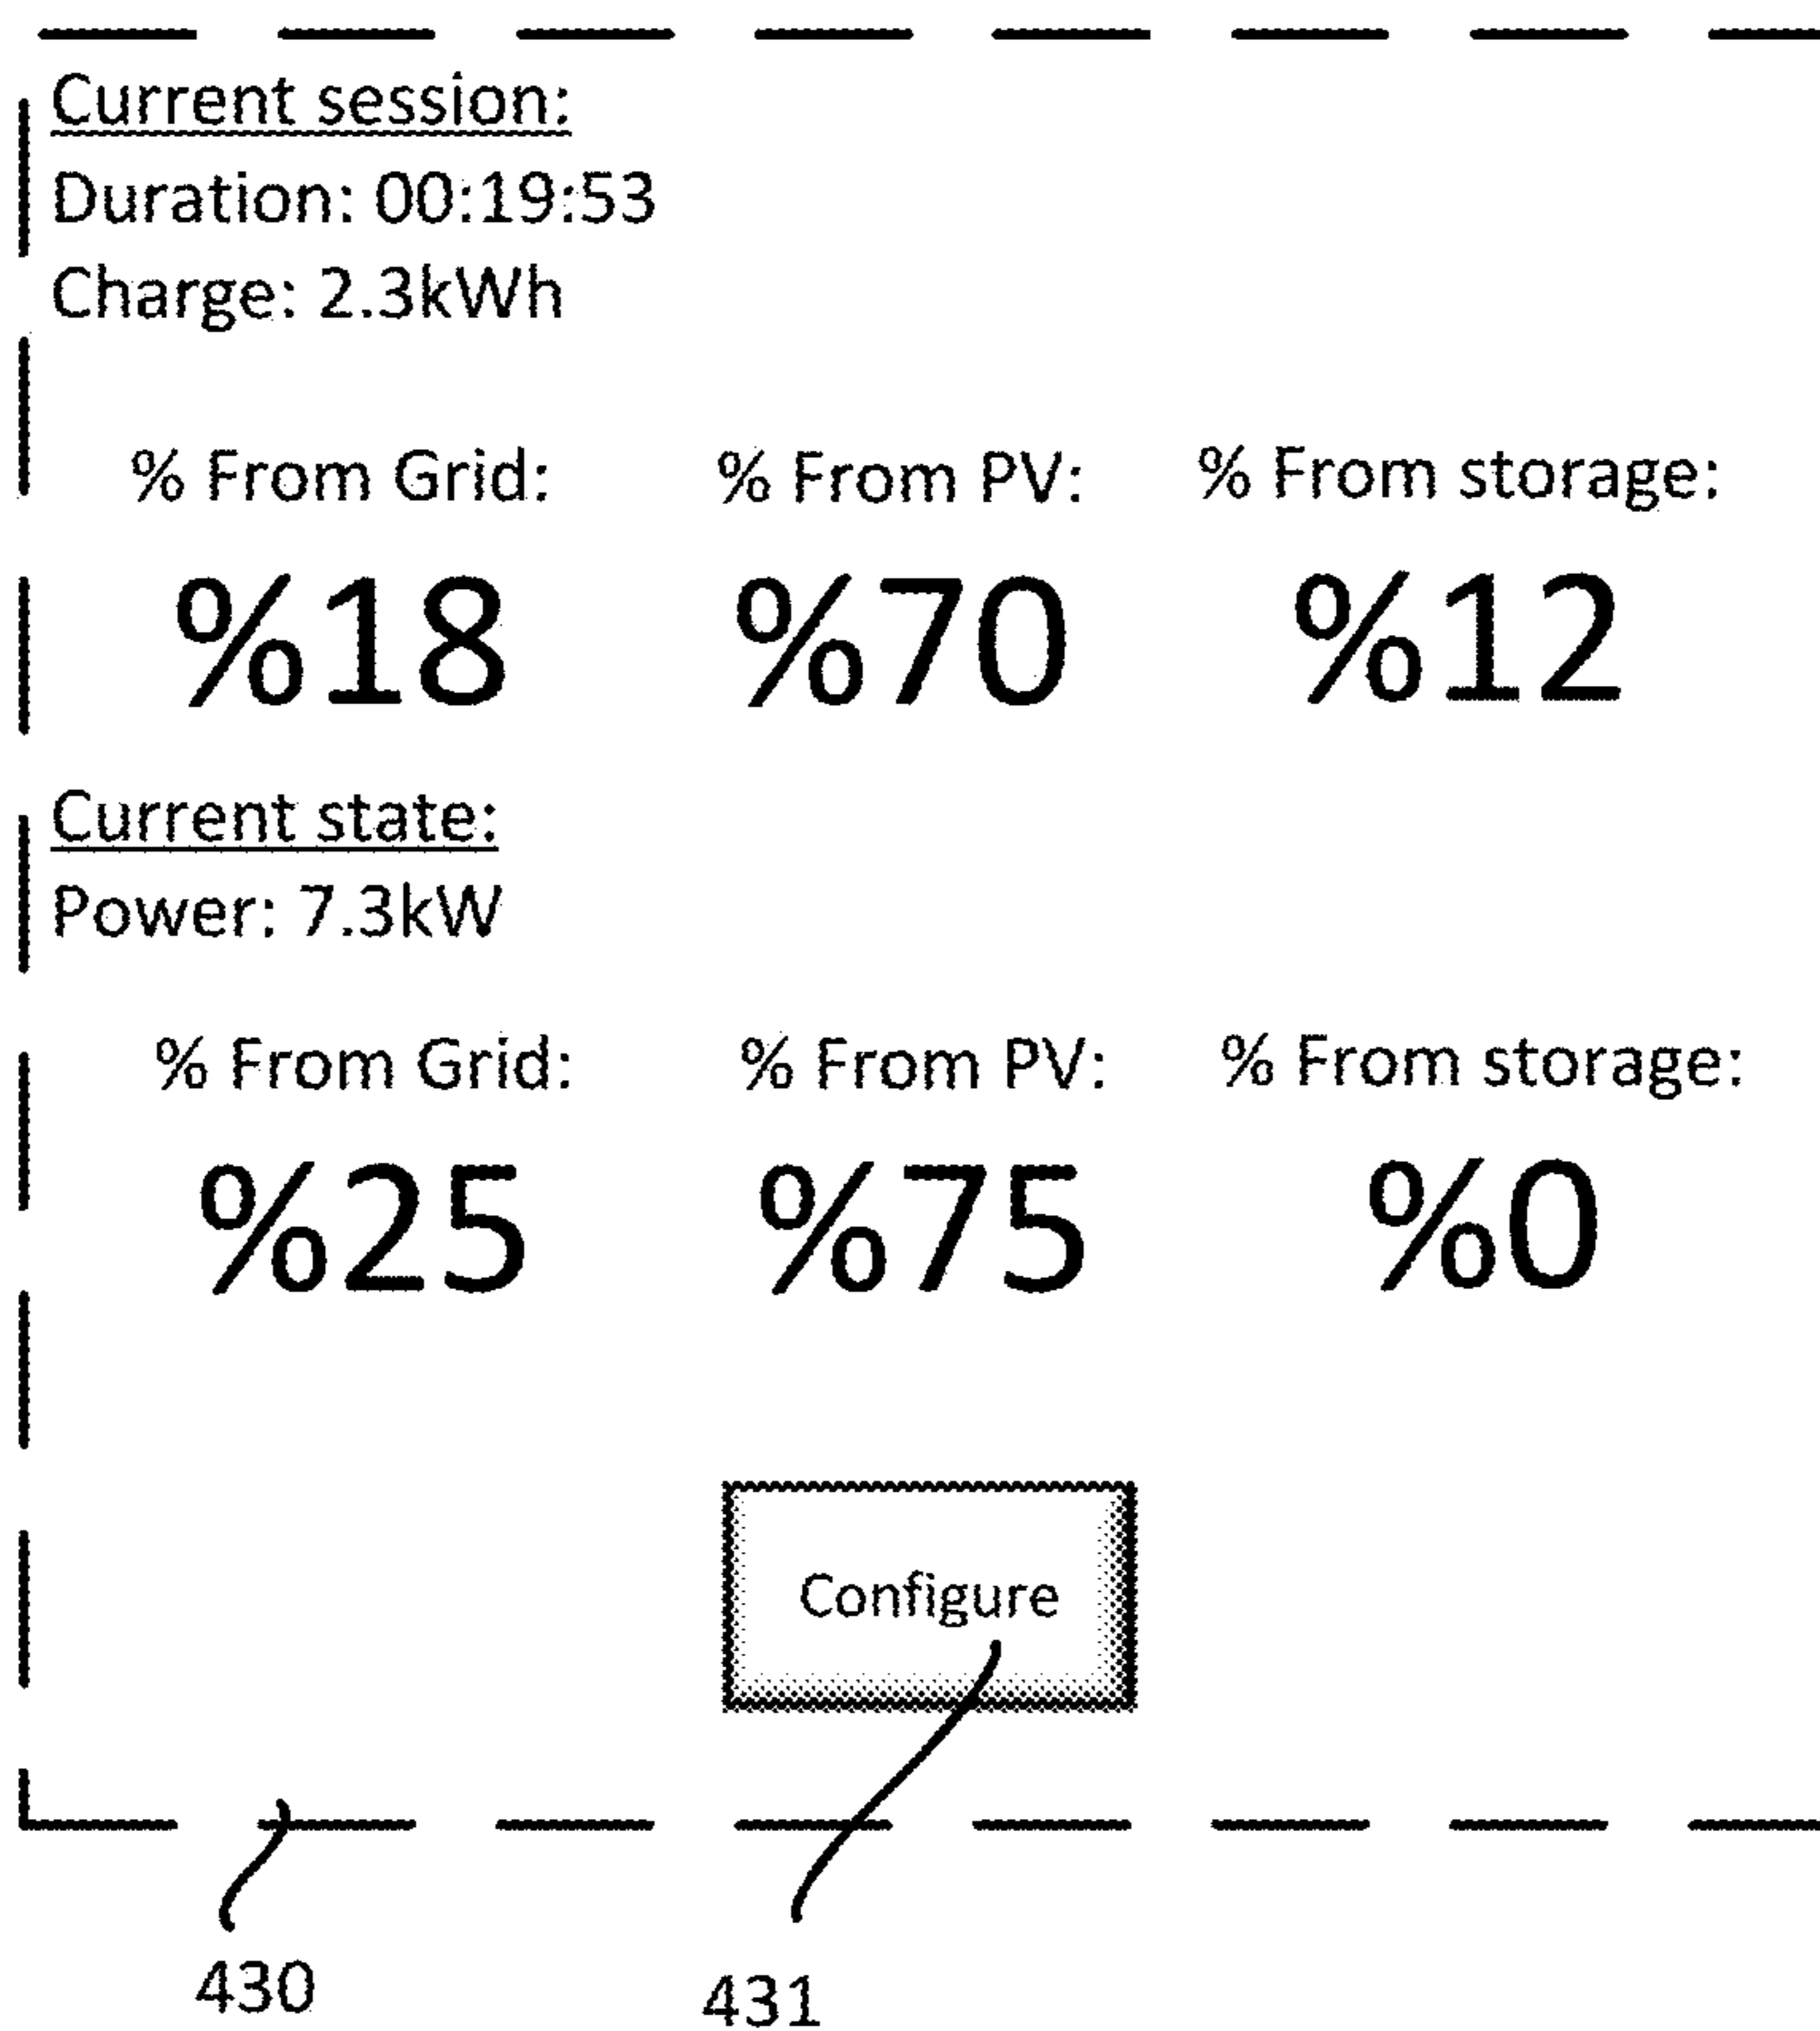 Current session:
Duration: 00:19:53
Charge: 2.3kWh
% From Grid: % From PV: % From storage:
%18 %70 %12
Current state:
Power: 7.3kW
% From Grid: % From PV: % From storage:
%25 %75 %0
Configure
430 431